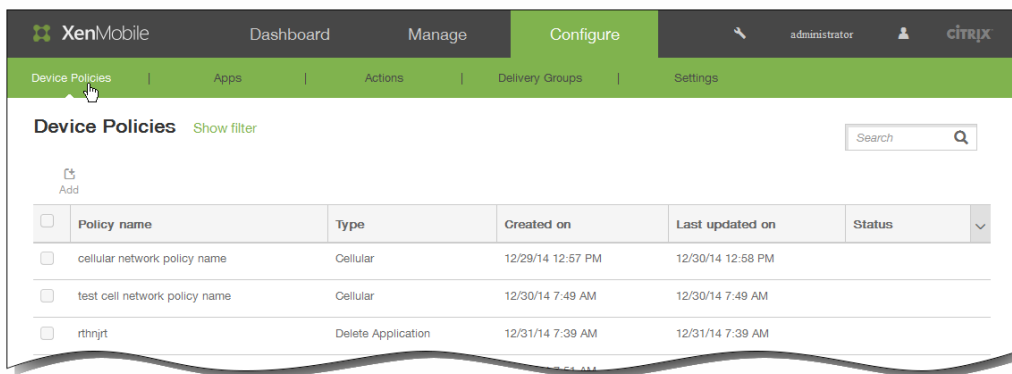 XenMobile Dashboard Manage Configure administrator CITRIX
Device Policies | Apps | Actions | Delivery Groups | Settings
Device Policies Show filter
Search
Add
Policy name Type Created on Last updated on Status
cellular network policy name Cellular 12/29/14 12:57 PM 12/30/14 12:58 PM
test cell network policy name Cellular 12/30/14 7:49 AM 12/30/14 7:49 AM
rthnjrt Delete Application 12/31/14 7:39 AM 12/31/14 7:39 AM